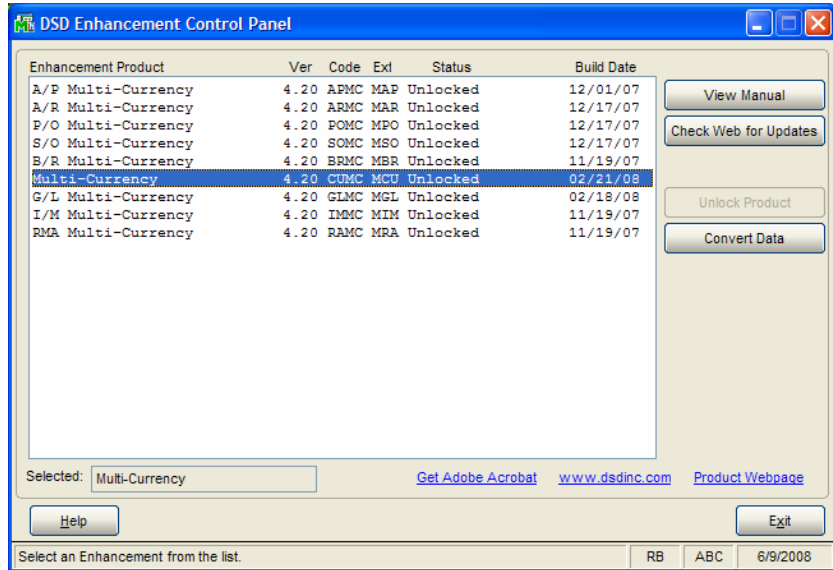 DSD Enhancement Control Panel
Enhancement Product Ver Code Ext Status Build Date
A/P Multi-Currency 4.20 APMC MAP Unlocked 12/01/07
A/R Multi-Currency 4.20 ARMC MAR Unlocked 12/17/07
P/O Multi-Currency 4.20 POMC MPO Unlocked 12/17/07
S/O Multi-Currency 4.20 SOMC MSO Unlocked 12/17/07
B/R Multi-Currency 4.20 BRMC MBR Unlocked 11/19/07
Multi-Currency 4.20 CUMC MCU Unlocked 02/21/08
G/L Multi-Currency 4.20 GLMC MGL Unlocked 02/18/08
I/M Multi-Currency 4.20 IMMC MIM Unlocked 11/19/07
RMA Multi-Currency 4.20 RAMC MRA Unlocked 11/19/07
View Manual
Check Web for Updates
Unlock Product
Convert Data
Selected: Multi-Currency Get Adobe Acrobat www.dsdinc.com Product Webpage
Help Exit
Select an Enhancement from the list. RB ABC 6/9/2008